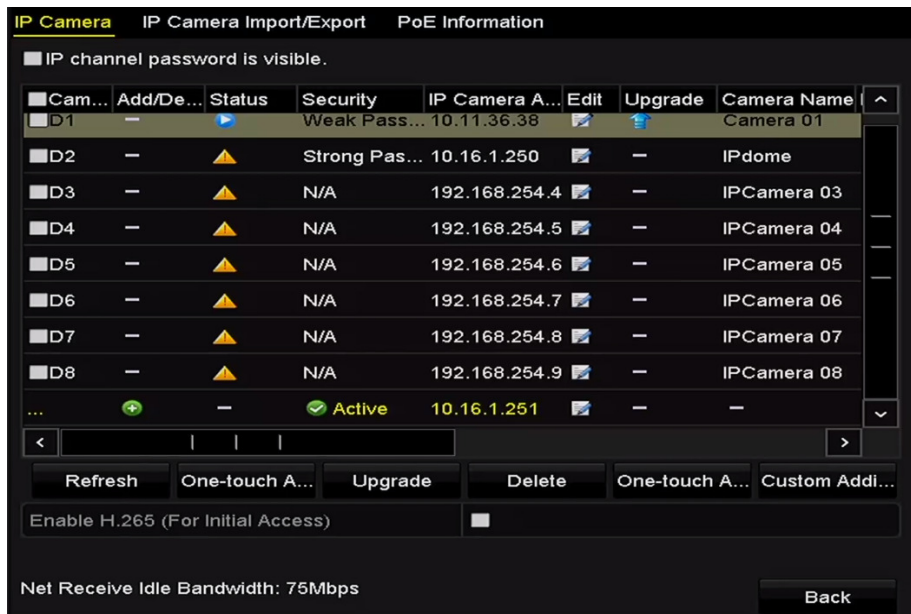 IP Camera IP Camera Import/Export PoE Information
IP channel password is visible.
Cam... Add/De... Status Security IP Camera A... Edit Upgrade Camera Name
D1 — Weak Pass... 10.11.36.38 Camera 01
D2 — Strong Pas... 10.16.1.250 — IPdome
D3 — N/A 192.168.254.4 — IPCamera 03
D4 — N/A 192.168.254.5 — IPCamera 04
D5 — N/A 192.168.254.6 — IPCamera 05
D6 — N/A 192.168.254.7 — IPCamera 06
D7 — N/A 192.168.254.8 — IPCamera 07
D8 — N/A 192.168.254.9 — IPCamera 08
... — Active 10.16.1.251 — —
Refresh One-touch A... Upgrade Delete One-touch A... Custom Addi...
Enable H.265 (For Initial Access)
Net Receive Idle Bandwidth: 75Mbps
Back